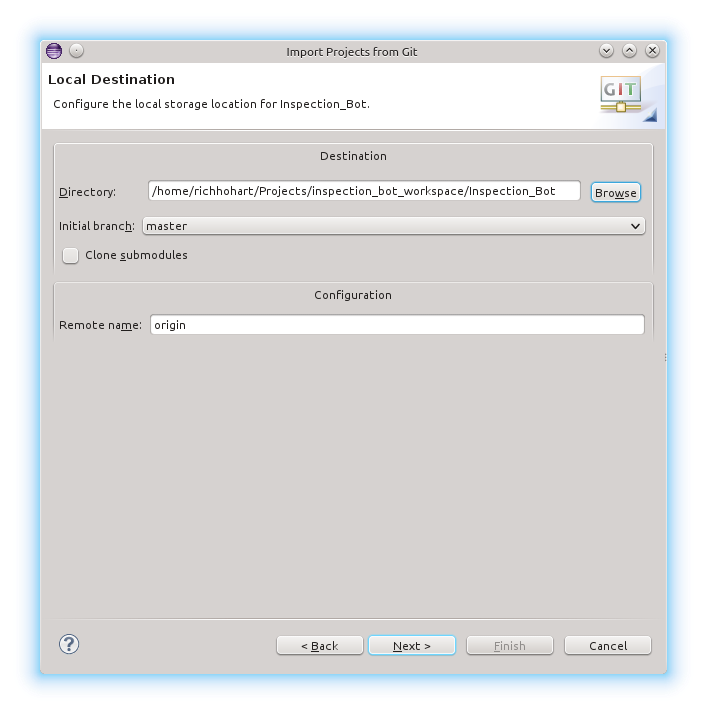 Import Projects from Git
Local Destination
Configure the local storage location for Inspection_Bot.
GIT
Destination
Directory: /home/richhohart/Projects/inspection_bot_workspace/Inspection_Bot Browse
Initial branch: master
Clone submodules
Configuration
Remote name: origin
? < Back Next > Finish Cancel